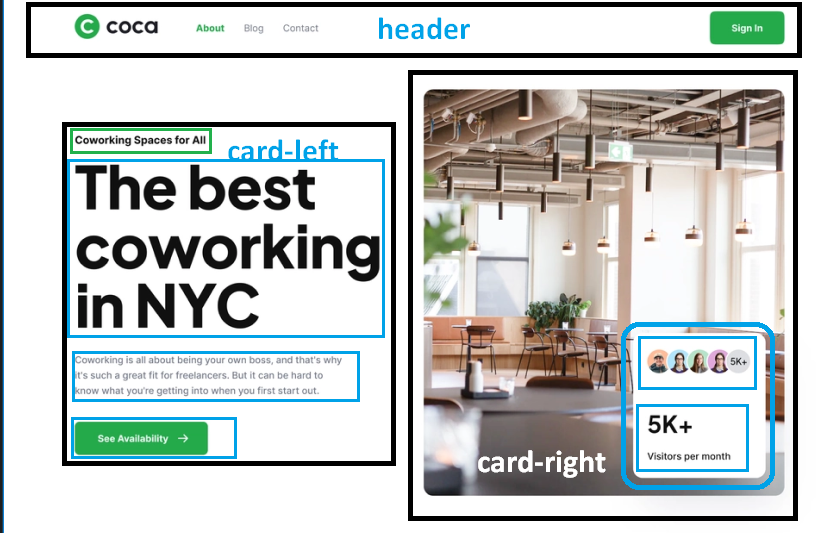 coca
About
Blog
Contact
header
Sign In
Coworking Spaces for All
card-left
The best
coworking
in NYC
Coworking is all about being your own boss, and that's why
it's such a great fit for freelancers. But it can be hard to
know what you're getting into when you first start out.
See Availability
5K+
5K+
Visitors per month
card-right